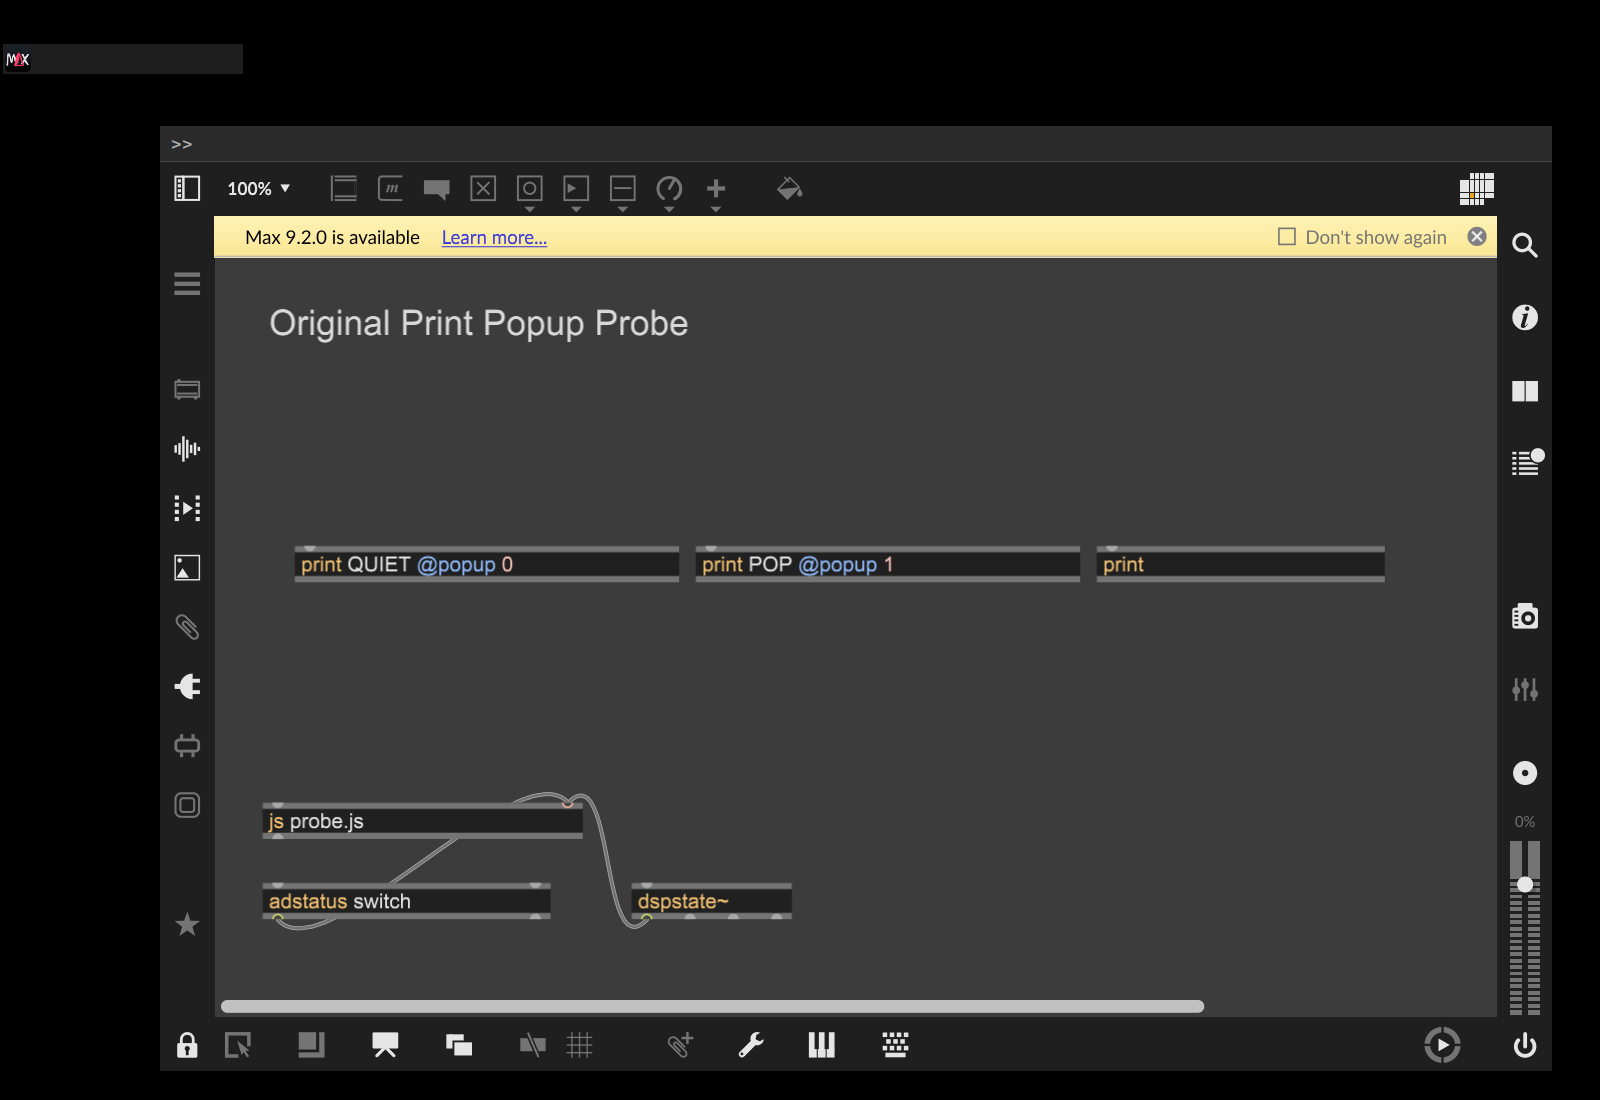 MAX
>>
100% ▼
m
Max 9.2.0 is available Learn more... Don't show again
i
Original Print Popup Probe
print QUIET @popup 0 print POP @popup 1 print
js probe.js
0%
adstatus switch dspstate~